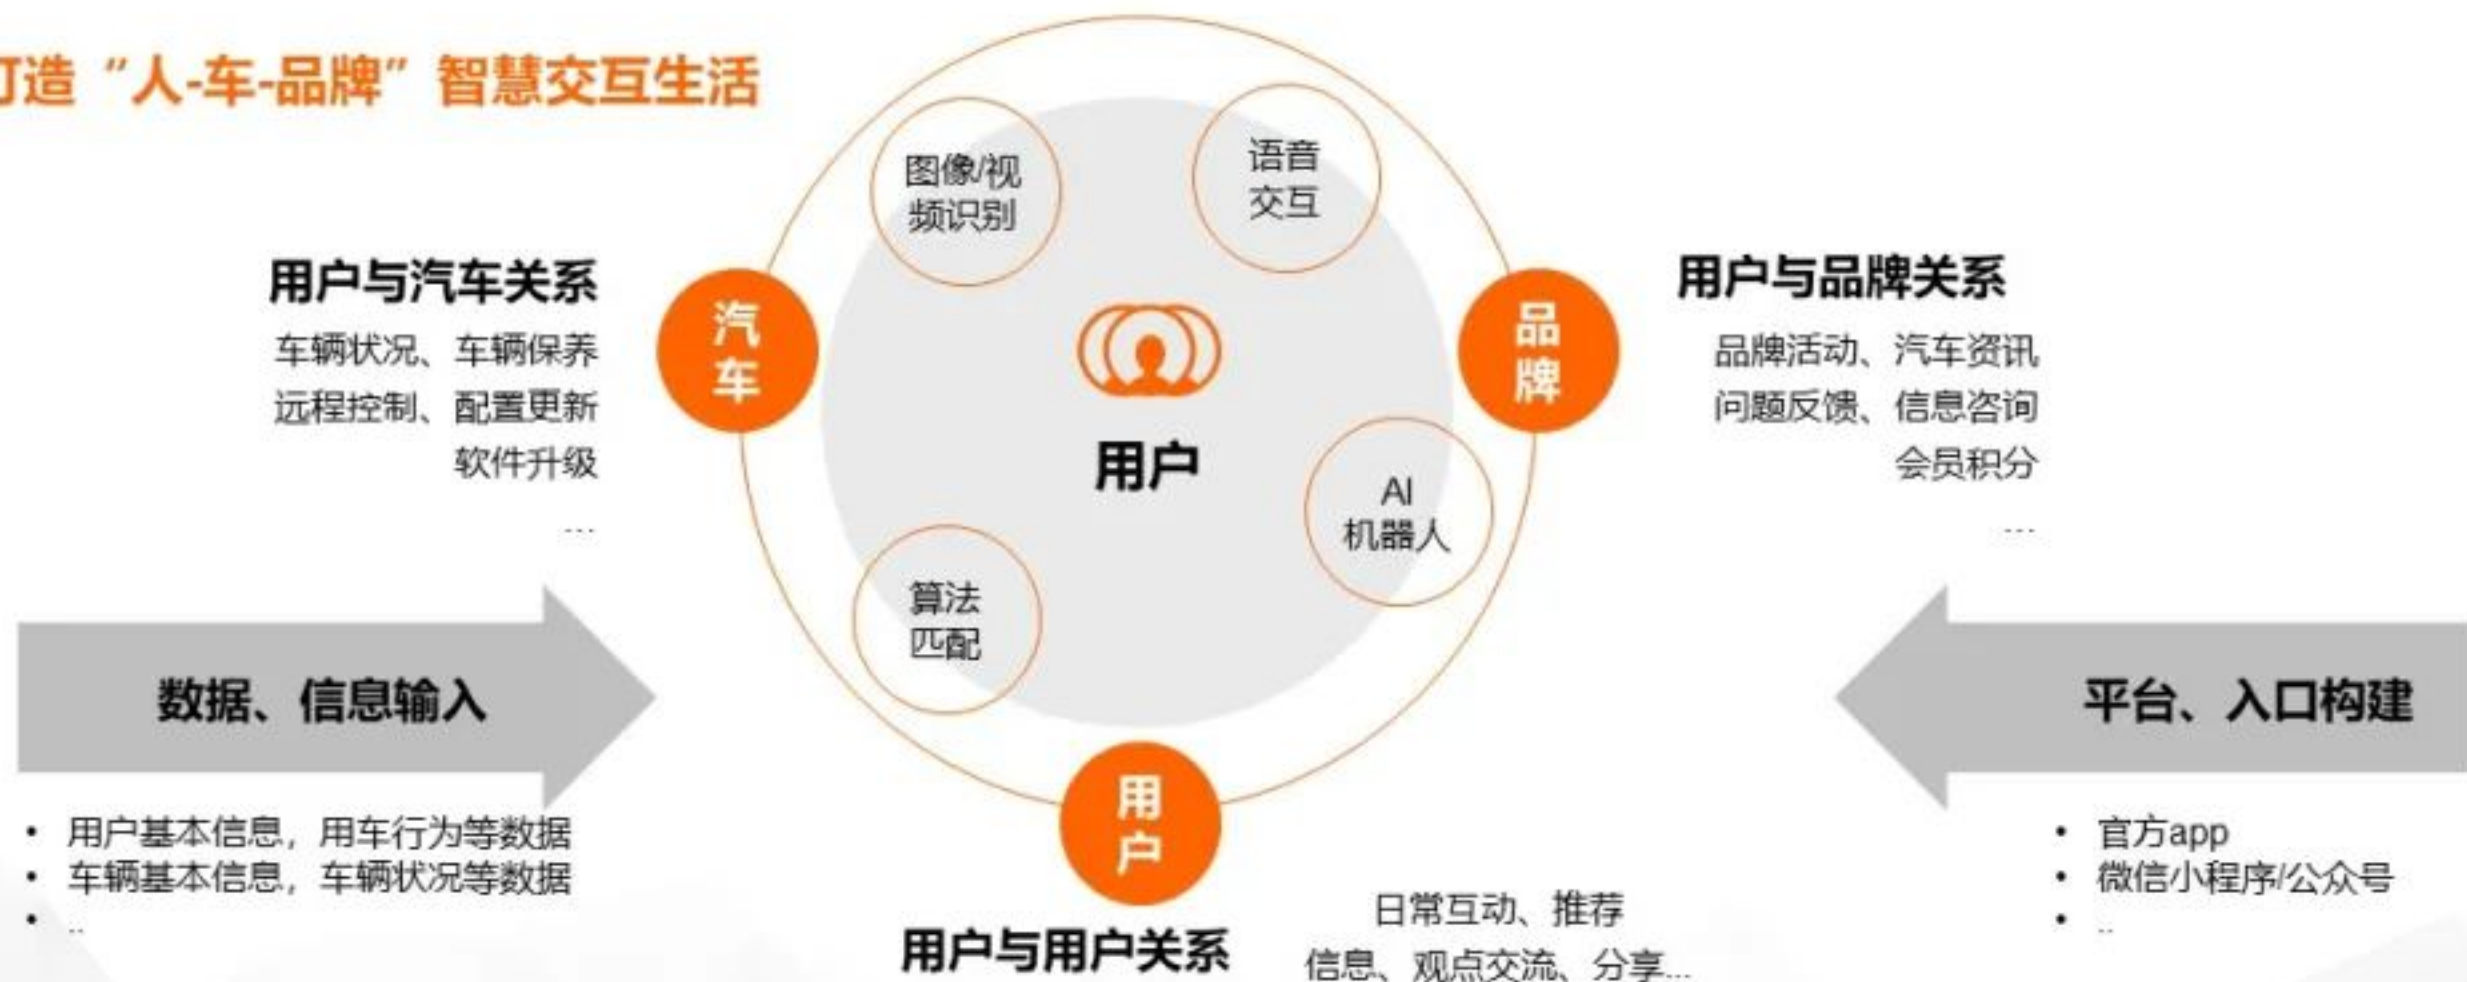 打造“人-车-品牌”智慧交互生活
图像/视
频识别
语音
交互
用户与汽车关系
车辆状况、车辆保养
远程控制、配置更新
软件升级
...
汽
车
用户
品
牌
用户与品牌关系
品牌活动、汽车资讯
问题反馈、信息咨询
会员积分
...
AI
机器人
算法
匹配
数据、信息输入
• 用户基本信息，用车行为等数据
• 车辆基本信息，车辆状况等数据
• ..
平台、入口构建
• 官方app
• 微信小程序/公众号
• ..
用
户
用户与用户关系
日常互动、推荐
信息、观点交流、分享...